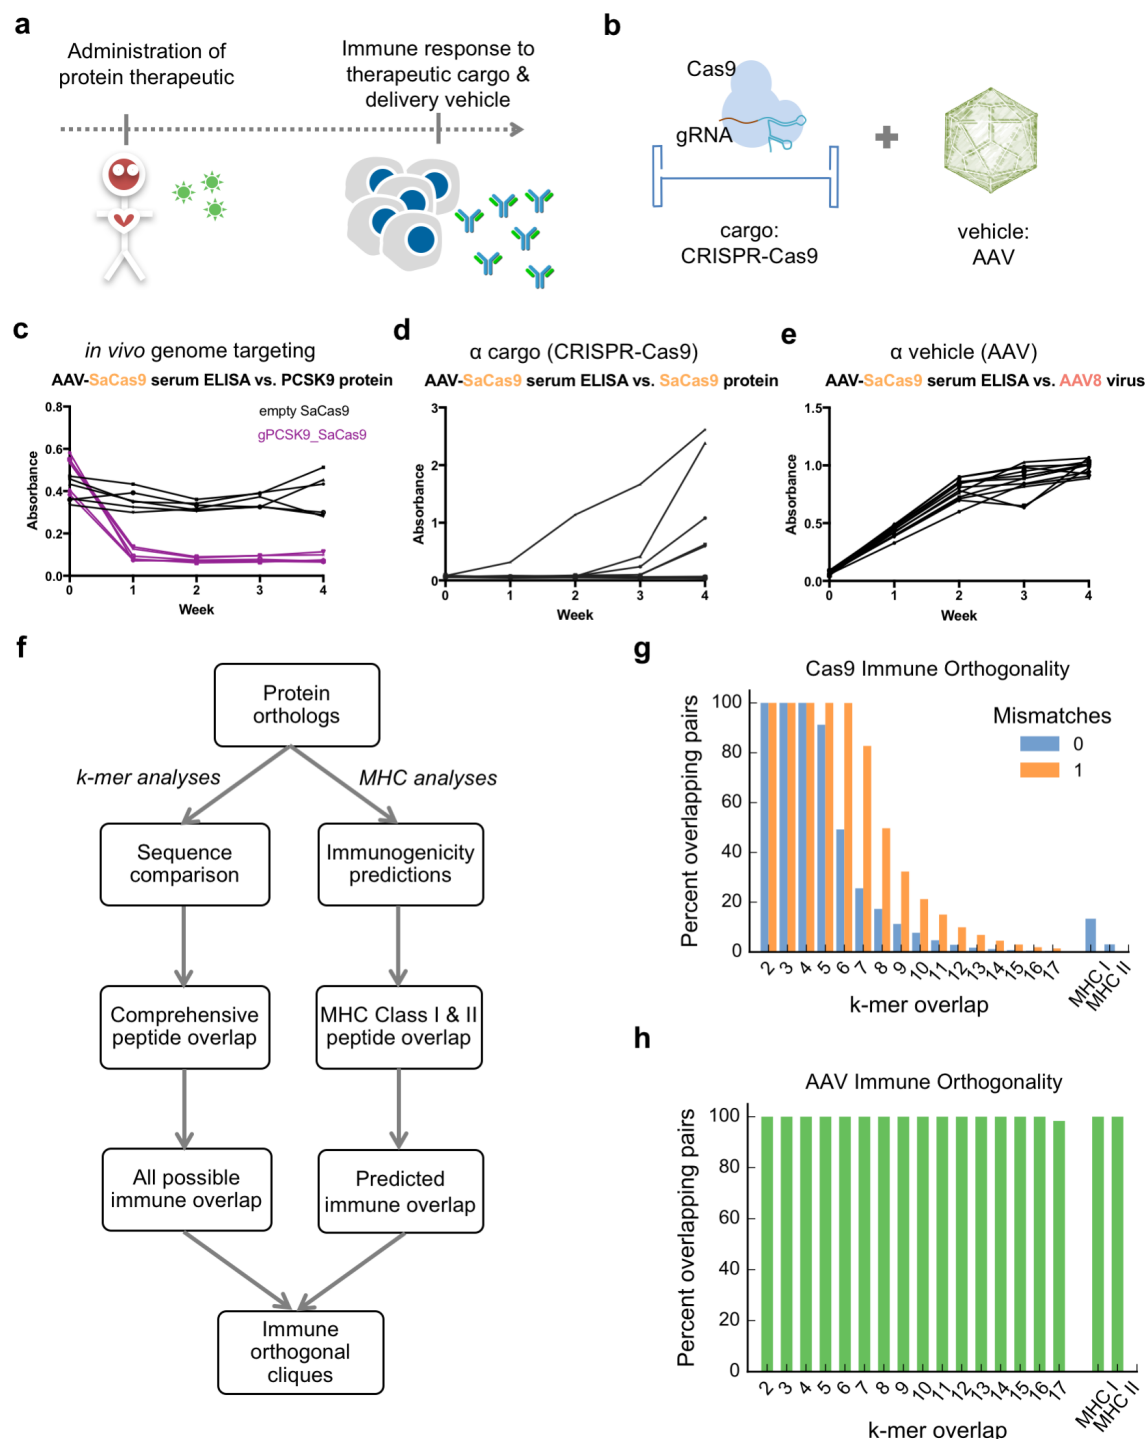 a
Administration of
protein therapeutic
Immune response to
therapeutic cargo &
delivery vehicle
b
Cas9
gRNA
cargo:
CRISPR-Cas9
vehicle:
AAV
c
in vivo genome targeting
AAV-SaCas9 serum ELISA vs. PCSK9 protein
empty SaCas9
gPCSK9_SaCas9
Absorbance
0.8
0.6
0.4
0.2
0.0
0 1 2 3 4
Week
d
α cargo (CRISPR-Cas9)
AAV-SaCas9 serum ELISA vs. SaCas9 protein
Absorbance
3
2
1
0
0 1 2 3 4
Week
e
α vehicle (AAV)
AAV-SaCas9 serum ELISA vs. AAV8 virus
Absorbance
1.5
1.0
0.5
0.0
0 1 2 3 4
Week
f
Protein
orthologs
k-mer analyses
MHC analyses
Sequence
comparison
Immunogenicity
predictions
Comprehensive
peptide overlap
MHC Class I & II
peptide overlap
All possible
immune overlap
Predicted
immune overlap
Immune
orthogonal
cliques
g
Cas9 Immune Orthogonality
Mismatches
0
1
Percent overlapping pairs
100
80
60
40
20
0
2 3 4 5 6 7 8 9 10 11 12 13 14 15 16 17 MHC I MHC II
k-mer overlap
h
AAV Immune Orthogonality
Percent overlapping pairs
100
80
60
40
20
0
2 3 4 5 6 7 8 9 10 11 12 13 14 15 16 17 MHC I MHC II
k-mer overlap